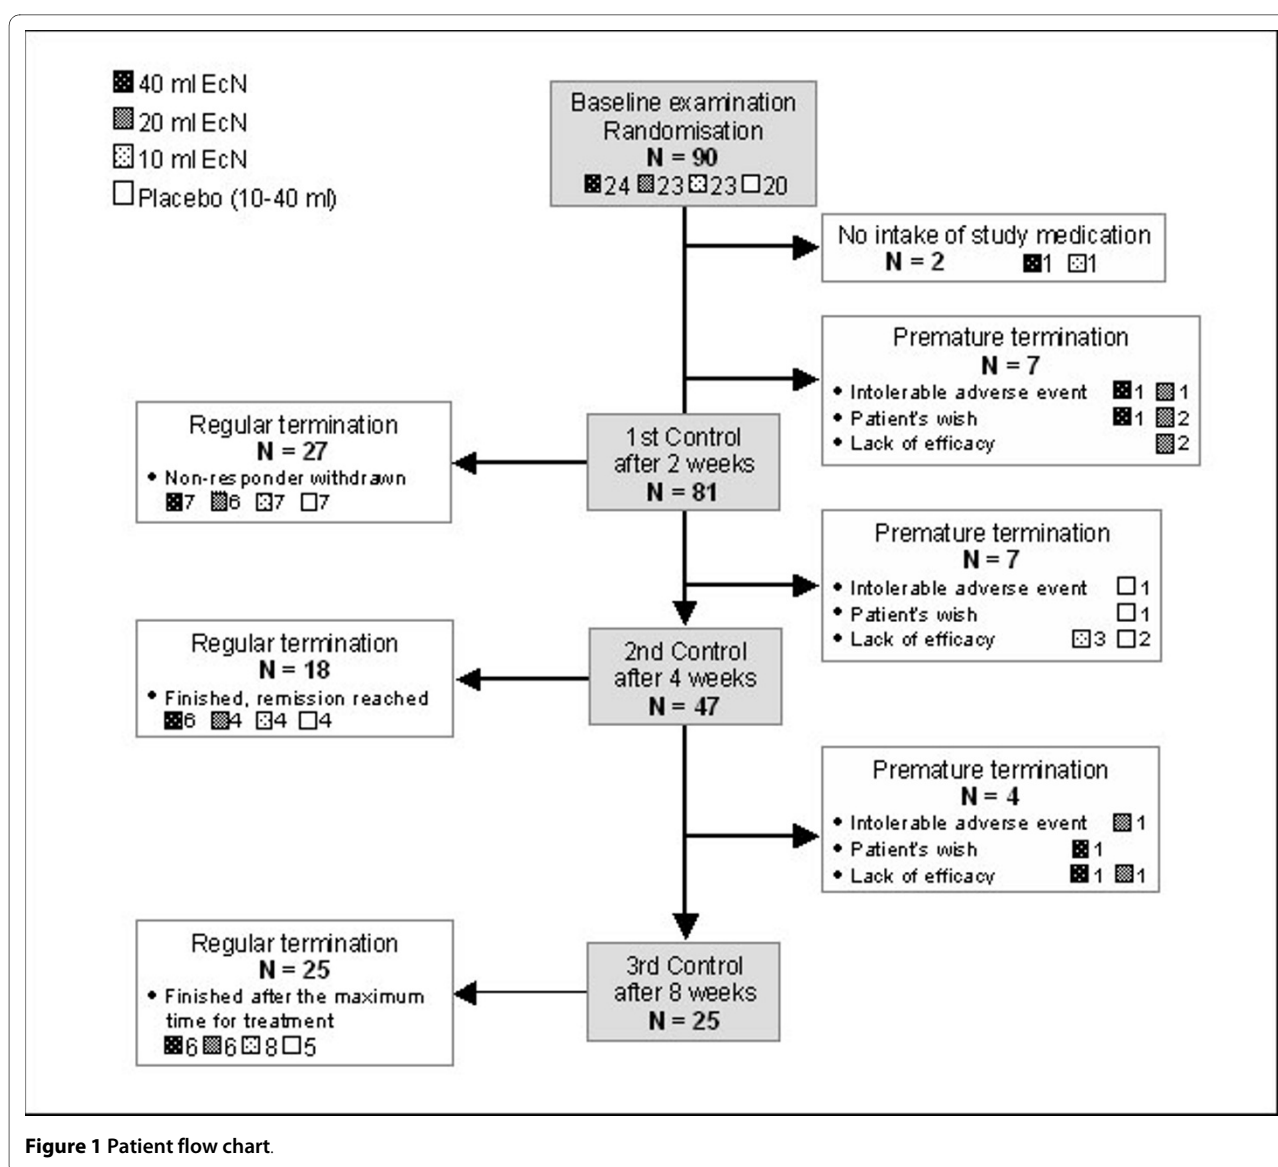 40 ml EcN
20 ml EcN
10 ml EcN
Placebo (10-40 ml)
Baseline examination
Randomisation
N = 90
24 23 23 20
No intake of study medication
N = 2 1 1
Premature termination
N = 7
• Intolerable adverse event 1 1
• Patient's wish 1 2
• Lack of efficacy 2
Regular termination
N = 27
• Non-responder withdrawn
7 6 7 7
1st Control
after 2 weeks
N = 81
Premature termination
N = 7
• Intolerable adverse event 1
• Patient's wish 1
• Lack of efficacy 3 2
Regular termination
N = 18
• Finished, remission reached
6 4 4 4
2nd Control
after 4 weeks
N = 47
Premature termination
N = 4
• Intolerable adverse event 1
• Patient's wish 1
• Lack of efficacy 1 1
Regular termination
N = 25
• Finished after the maximum
time for treatment
6 6 8 5
3rd Control
after 8 weeks
N = 25
Figure 1 Patient flow chart.